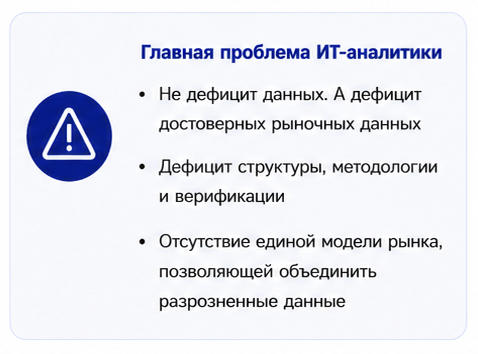 Главная проблема ИТ-аналитики
• Не дефицит данных. А дефицит
достоверных рыночных данных
• Дефицит структуры, методологии
и верификации
• Отсутствие единой модели рынка,
позволяющей объединить
разрозненные данные